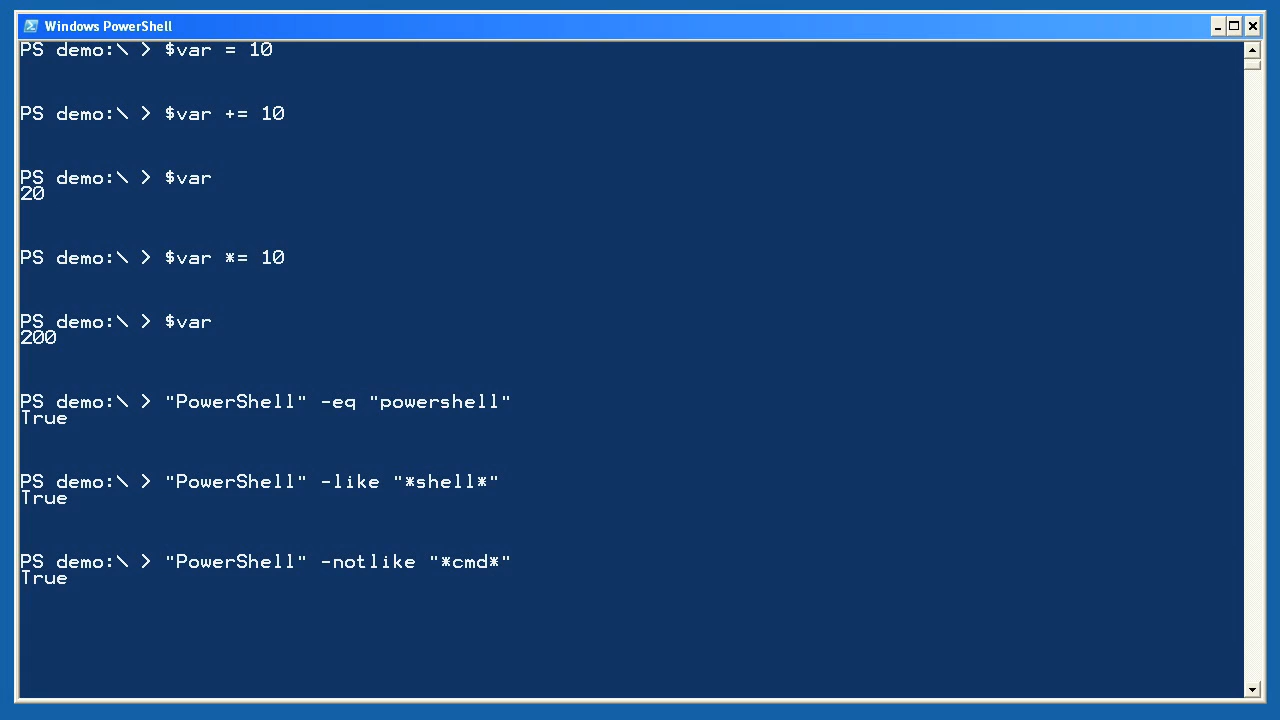 Windows PowerShell
PS demo:\ > $var = 10
PS demo:\ > $var += 10
PS demo:\ > $var
20
PS demo:\ > $var *= 10
PS demo:\ > $var
200
PS demo:\ > "PowerShell" -eq "powershell"
True
PS demo:\ > "PowerShell" -like "*shell*"
True
PS demo:\ > "PowerShell" -notlike "*cmd*"
True